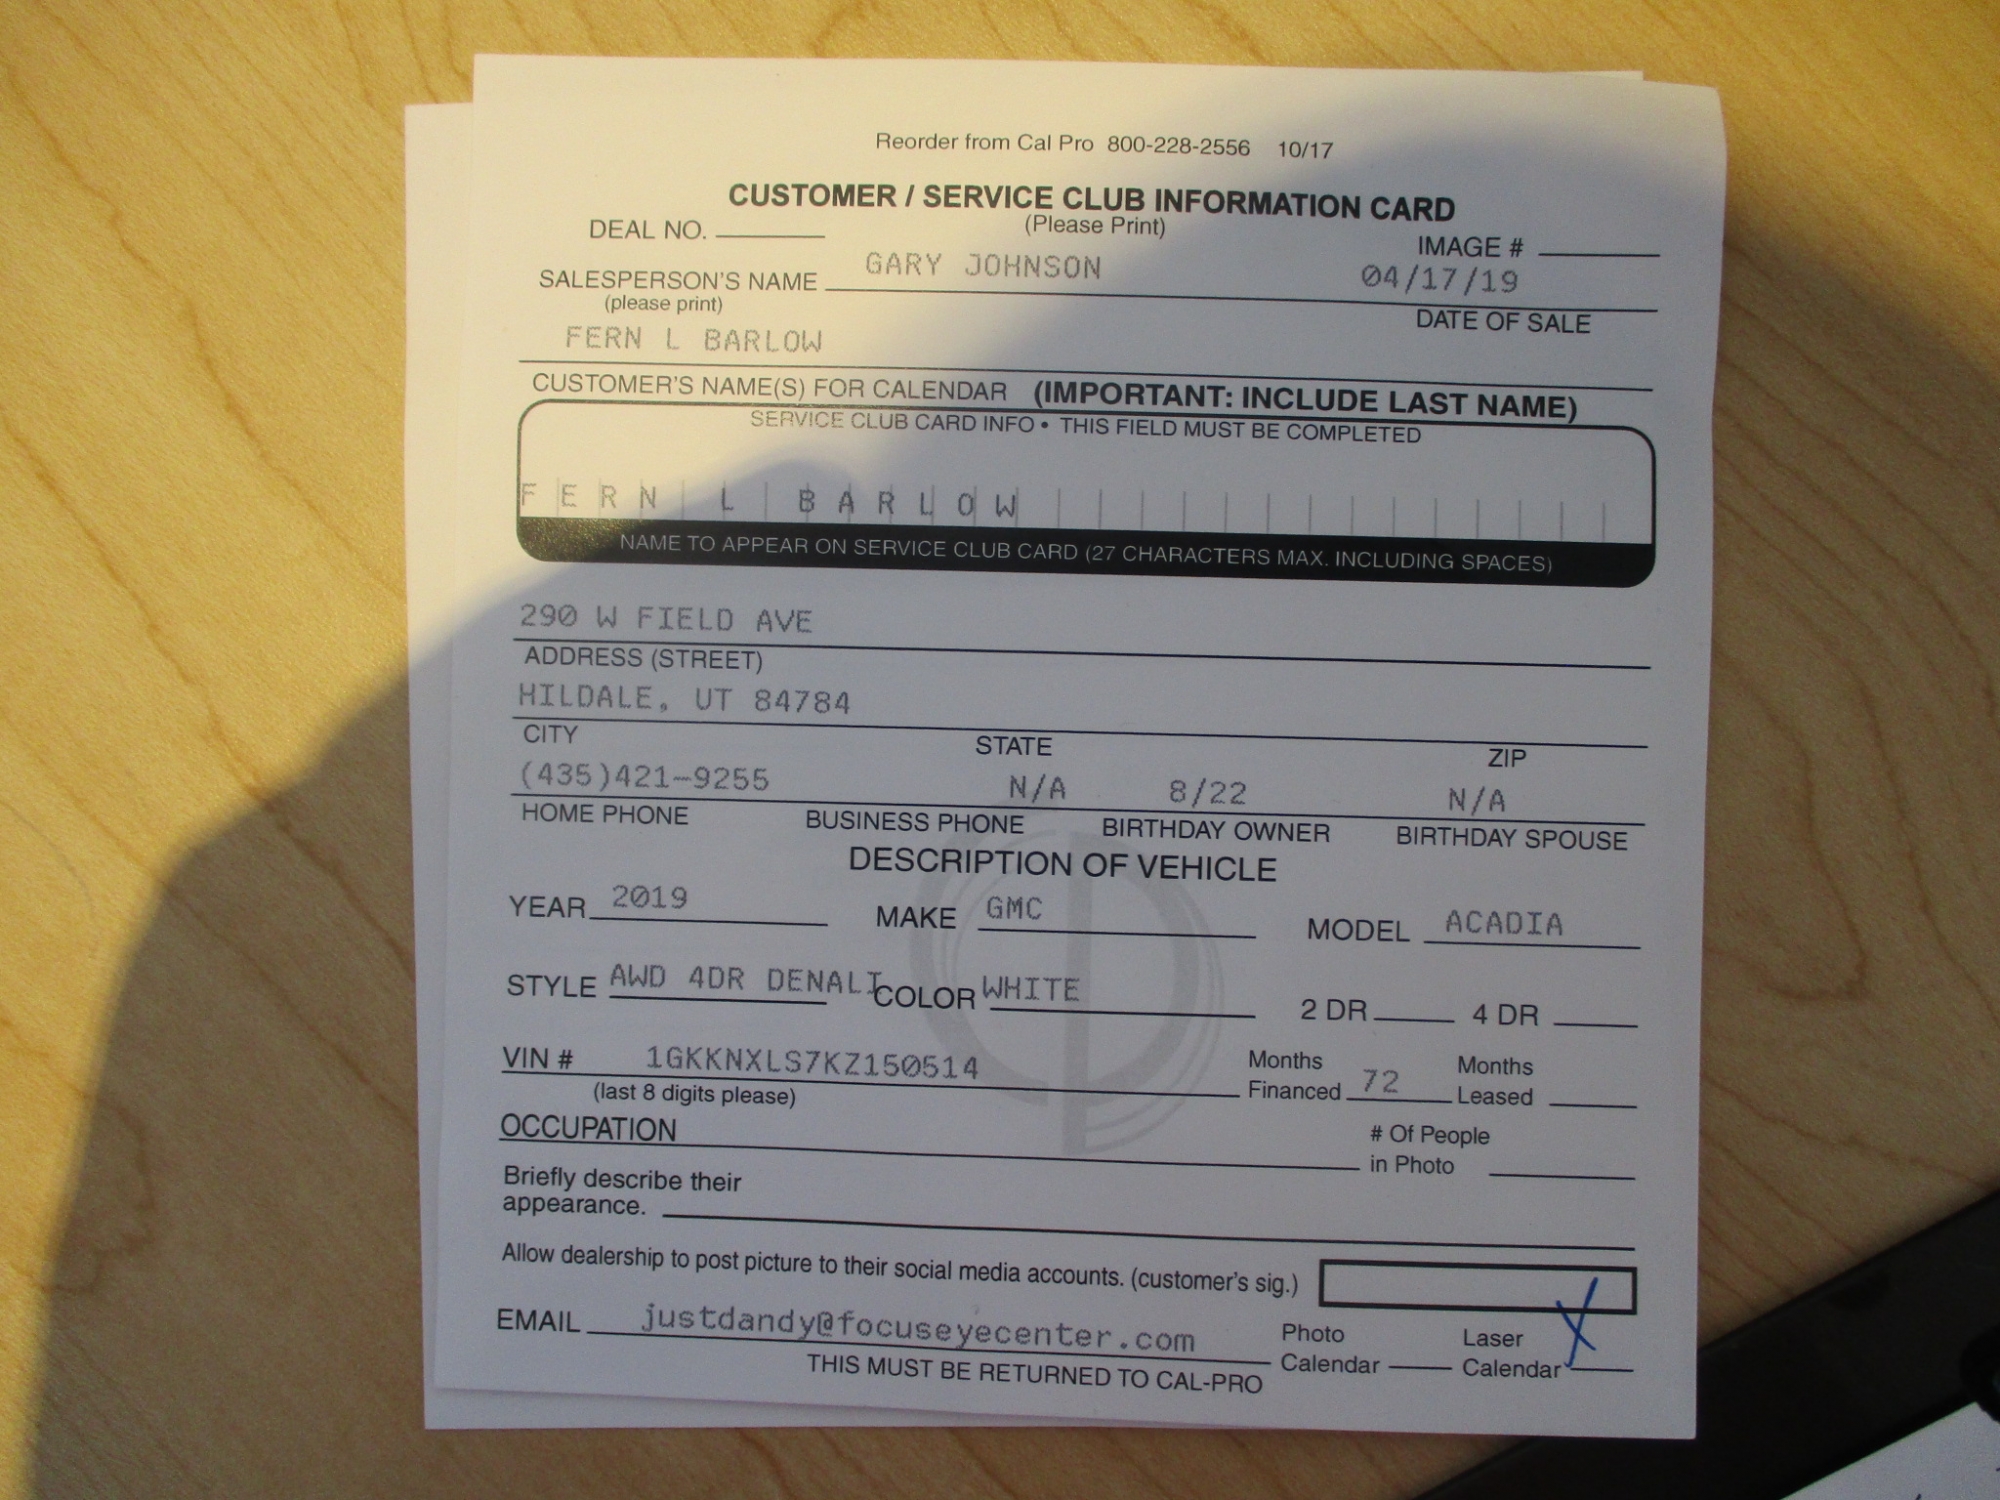 Reorder from Cal Pro 800-228-2556 10/17
CUSTOMER / SERVICE CLUB INFORMATION CARD
DEAL NO. (Please Print) IMAGE #
SALESPERSON'S NAME GARY JOHNSON 04/17/19
(please print) DATE OF SALE
FERN L BARLOW
CUSTOMER'S NAME(S) FOR CALENDAR (IMPORTANT: INCLUDE LAST NAME)
SERVICE CLUB CARD INFO • THIS FIELD MUST BE COMPLETED
FERN L BARLOW
NAME TO APPEAR ON SERVICE CLUB CARD (27 CHARACTERS MAX. INCLUDING SPACES)
290 W FIELD AVE
ADDRESS (STREET)
HILDALE, UT 84784
CITY STATE ZIP
(435)421-9255 N/A 8/22 N/A
HOME PHONE BUSINESS PHONE BIRTHDAY OWNER BIRTHDAY SPOUSE
DESCRIPTION OF VEHICLE
YEAR 2019 MAKE GMC MODEL ACADIA
STYLE AWD 4DR DENALI COLOR WHITE 2 DR 4 DR
VIN # 1GKKNXLS7KZ150514 Months Financed 72 Months Leased
(last 8 digits please)
OCCUPATION # Of People in Photo
Briefly describe their
appearance.
Allow dealership to post picture to their social media accounts. (customer's sig.)
EMAIL justdandy@focuseyecenter.com Photo Calendar Laser Calendar X
THIS MUST BE RETURNED TO CAL-PRO